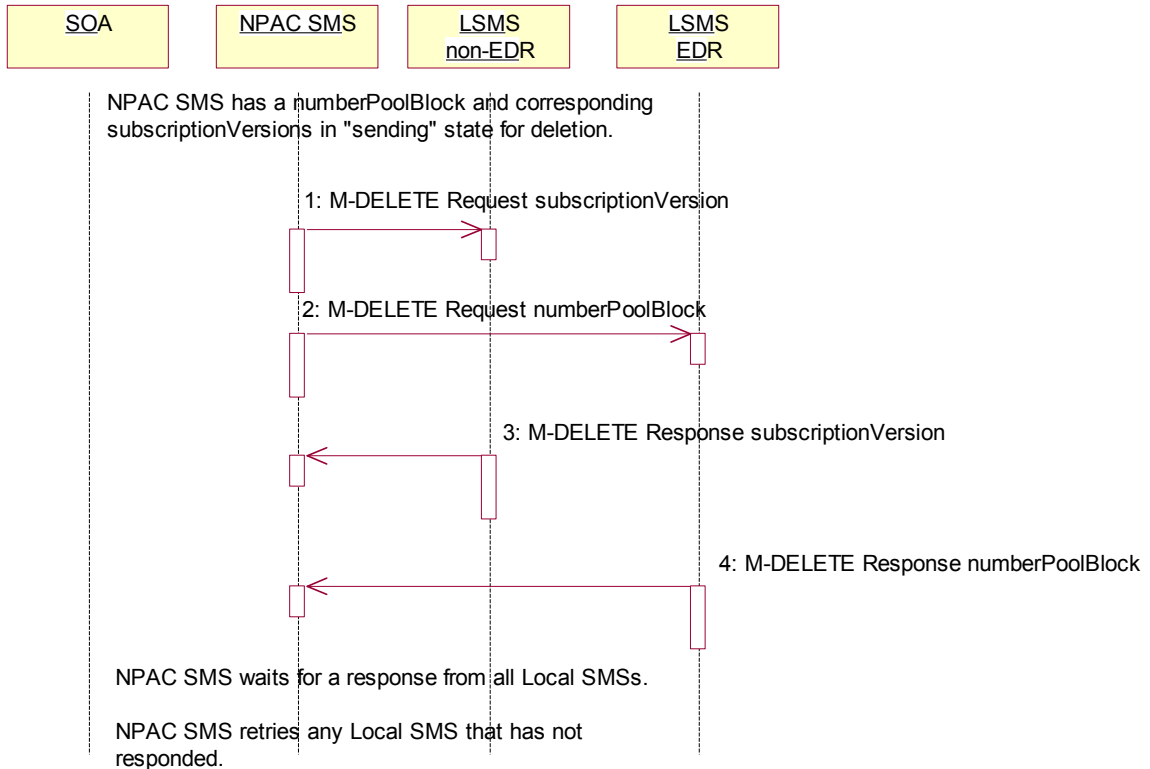 SOA
NPAC SMS
LSMS
non-EDR
LSMS
EDR
NPAC SMS has a numberPoolBlock and corresponding
subscriptionVersions in "sending" state for deletion.
1: M-DELETE Request subscriptionVersion
2: M-DELETE Request numberPoolBlock
3: M-DELETE Response subscriptionVersion
4: M-DELETE Response numberPoolBlock
NPAC SMS waits for a response from all Local SMSs.
NPAC SMS retries any Local SMS that has not
responded.